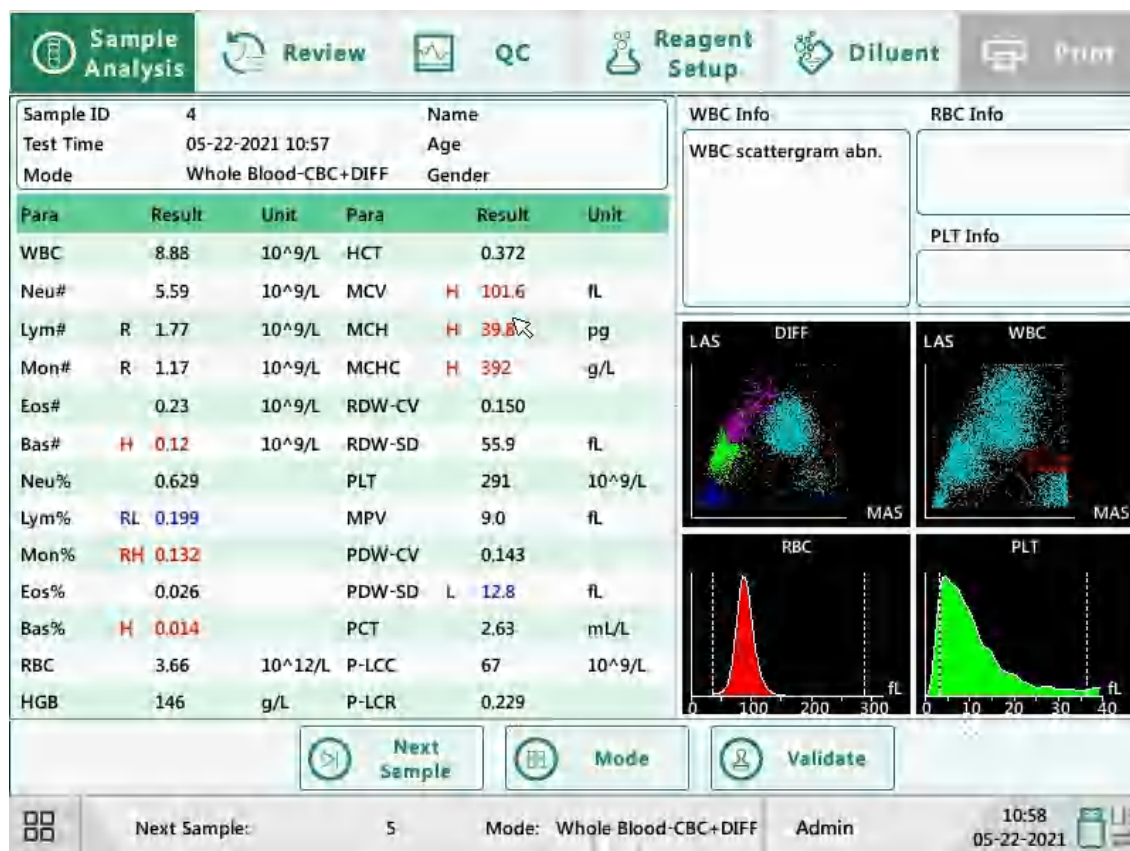 Sample Analysis Review QC Reagent Setup Diluent Print
Sample ID 4 Name
Test Time 05-22-2021 10:57 Age
Mode Whole Blood-CBC+DIFF Gender
WBC Info RBC Info
WBC scattergram abn.
PLT Info
Para Result Unit Para Result Unit
WBC 8.88 10^9/L HCT 0.372
Neu# 5.59 10^9/L MCV H 101.6 fL
Lym# R 1.77 10^9/L MCH H 39.8 pg
Mon# R 1.17 10^9/L MCHC H 392 g/L
Eos# 0.23 10^9/L RDW-CV 0.150
Bas# H 0.12 10^9/L RDW-SD 55.9 fL
Neu% 0.629 PLT 291 10^9/L
Lym% RL 0.199 MPV 9.0 fL
Mon% RH 0.132 PDW-CV 0.143
Eos% 0.026 PDW-SD L 12.8 fL
Bas% H 0.014 PCT 2.63 mL/L
RBC 3.66 10^12/L P-LCC 67 10^9/L
HGB 146 g/L P-LCR 0.229
LAS DIFF MAS
LAS WBC MAS
RBC
0 100 200 300 fL
PLT
0 10 20 30 40 fL
Next Sample Mode Validate
Next Sample: 5 Mode: Whole Blood-CBC+DIFF Admin 10:58
05-22-2021